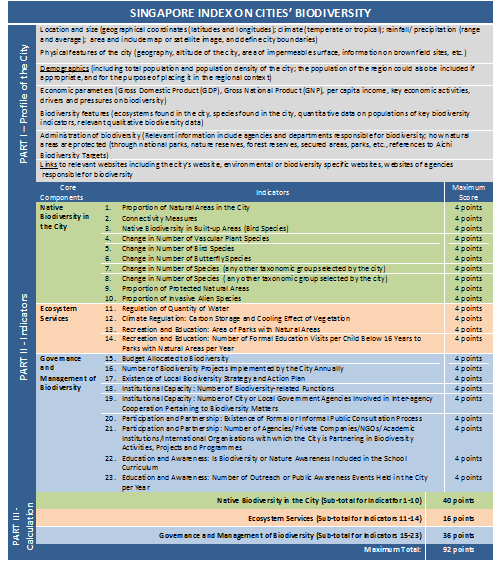 SINGAPORE INDEX ON CITIES' BIODIVERSITY
PART I – Profile of the City
Location and size (geographical coordinates (latitudes and longitudes); climate (temperate or tropical); rainfall/ precipitation (range
and average); area and include map or satellite image, and define city boundaries)
Physical features of the city (geography, altitude of the city, area of impermeable surface, information on brownfield sites, etc.)
Demographics (including total population and population density of the city; the population of the region could also be included if
appropriate, and for the purpose of placing it in the regional context)
Economic parameters (Gross Domestic Product (GDP), Gross National Product (GNP), per capita income, key economic activities,
drivers and pressures on biodiversity)
Biodiversity features (ecosystems found in the city, species found in the city, quantitative data on populations of key biodiversity
indicators, relevant qualitative biodiversity data)
Administration of biodiversity (Relevant information include agencies and departments responsible for biodiversity; how natural
areas are protected (through national parks, nature reserves, forest reserves, secured areas, parks, etc., references to Aichi
Biodiversity Targets)
Links to relevant websites including the city's website, environmental or biodiversity specific websites, websites of agencies
responsible for biodiversity
PART II - Indicators
Core
Components
Indicators
Maximum
Score
Native
Biodiversity in
the City
1. Proportion of Natural Areas in the City 4 points
2. Connectivity Measures 4 points
3. Native Biodiversity in Built-up Areas (Bird Species) 4 points
4. Change in Number of Vascular Plant Species 4 points
5. Change in Number of Bird Species 4 points
6. Change in Number of Butterfly Species 4 points
7. Change in Number of Species (any other taxonomic group selected by the city) 4 points
8. Change in Number of Species (any other taxonomic group selected by the city) 4 points
9. Proportion of Protected Natural Areas 4 points
10. Proportion of Invasive Alien Species 4 points
Ecosystem
Services
11. Regulation of Quantity of Water 4 points
12. Climate Regulation: Carbon Storage and Cooling Effect of Vegetation 4 points
13. Recreation and Education: Area of Parks with Natural Areas 4 points
14. Recreation and Education: Number of Formal Education Visits per Child Below 16 Years to 4 points
Parks with Natural Areas per Year
Governance
and
Management of
Biodiversity
15. Budget Allocated to Biodiversity 4 points
16. Number of Biodiversity Projects Implemented by the City Annually 4 points
17. Existence of Local Biodiversity Strategy and Action Plan 4 points
18. Institutional Capacity: Number of Biodiversity-related Functions 4 points
19. Institutional Capacity: Number of City or Local Government Agencies Involved in Inter-agency 4 points
Cooperation Pertaining to Biodiversity Matters
20. Participation and Partnership: Existence of Formal or Informal Public Consultation Process 4 points
21. Participation and Partnership: Number of Agencies/Private Companies/NGOs/Academic 4 points
Institutions/International Organisations with which the City is Partnering in Biodiversity
Activities, Projects and Programmes
22. Education and Awareness: Is Biodiversity or Nature Awareness Included in the School 4 points
Curriculum
23. Education and Awareness: Number of Outreach or Public Awareness Events Held in the City 4 points
per Year
PART III - Calculation
Native Biodiversity in the City (Sub-total for Indicator 1-10) 40 points
Ecosystem Services (Sub-total for Indicators 11-14) 16 points
Governance and Management of Biodiversity (Sub-total for Indicators 15-23) 36 points
Maximum Total: 92 points